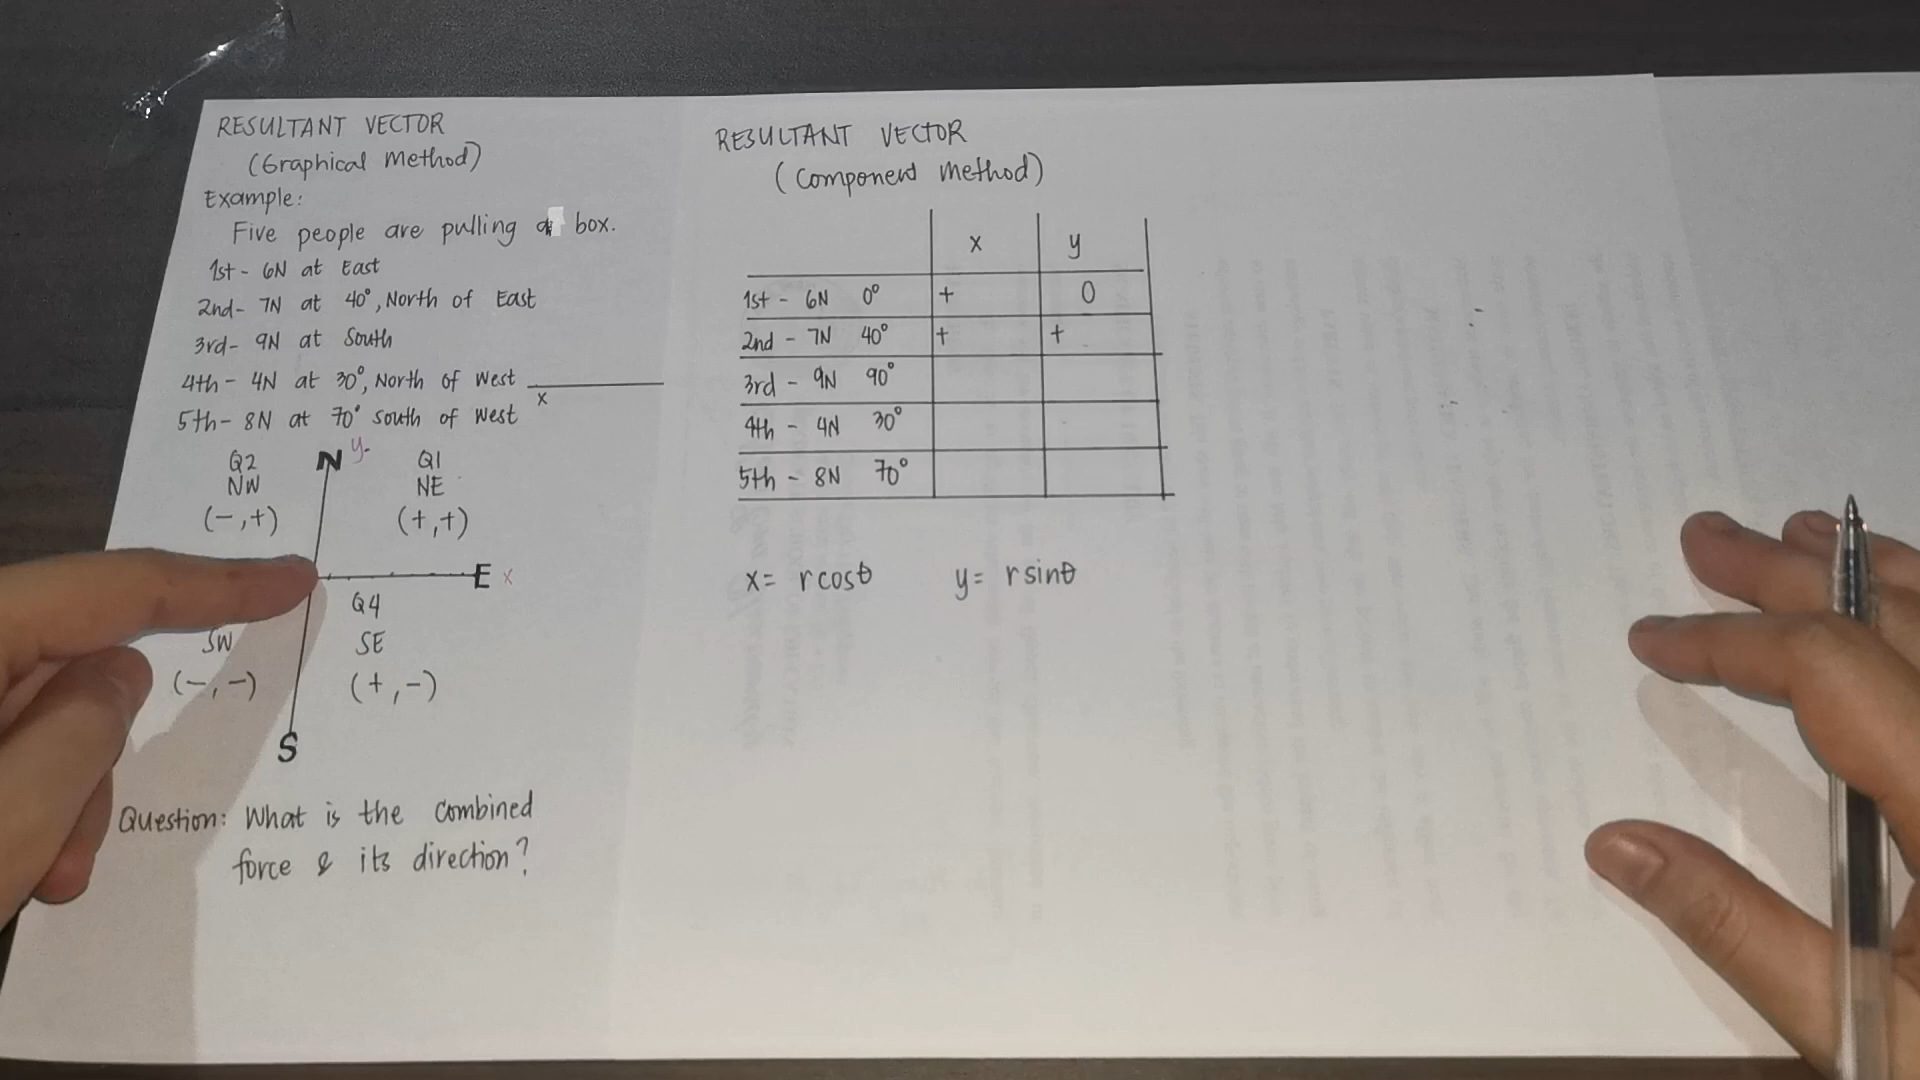 RESULTANT VECTOR
(Graphical Method)
Example:
Five people are pulling a box.
1st - 6N at East
2nd- 7N at 40°, North of East
3rd- 9N at South
4th - 4N at 30°, North of West
x
5th- 8N at 70° South of West
Q2
NW
(-,+)
N y
Q1
NE
(+,+)
E x
SW
(-,-)
Q4
SE
(+,-)
S
Question: What is the combined
force & its direction?
RESULTANT VECTOR
(Component Method)
x y
1st - 6N 0° + 0
2nd - 7N 40° + +
3rd - 9N 90°
4th - 4N 30°
5th - 8N 70°
x= rcosθ y= rsinθ